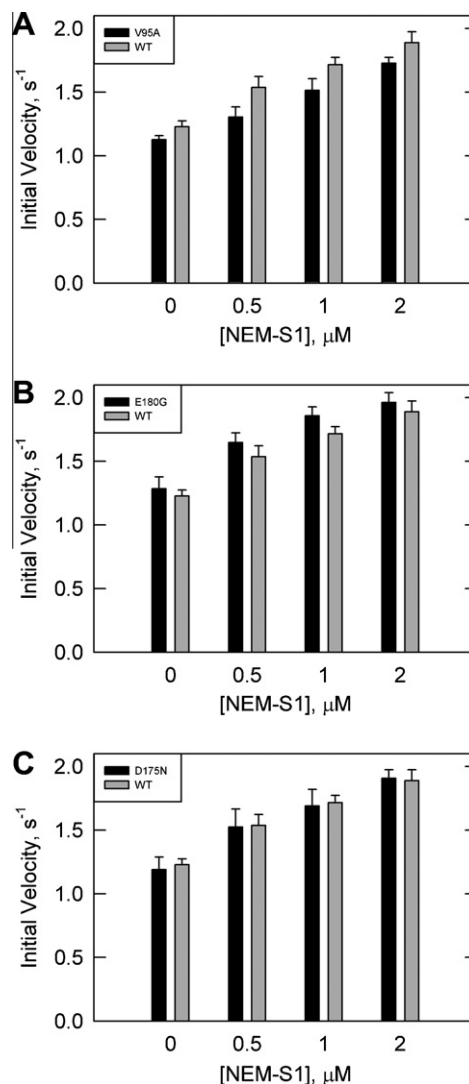 A
V95A
WT
2.0
1.5
1.0
0.5
0.0
Initial Velocity, s⁻¹
0 0.5 1 2
[NEM-S1], μM
B
E180G
WT
2.0
1.5
1.0
0.5
0.0
Initial Velocity, s⁻¹
0 0.5 1 2
[NEM-S1], μM
C
D175N
WT
2.0
1.5
1.0
0.5
0.0
Initial Velocity, s⁻¹
0 0.5 1 2
[NEM-S1], μM